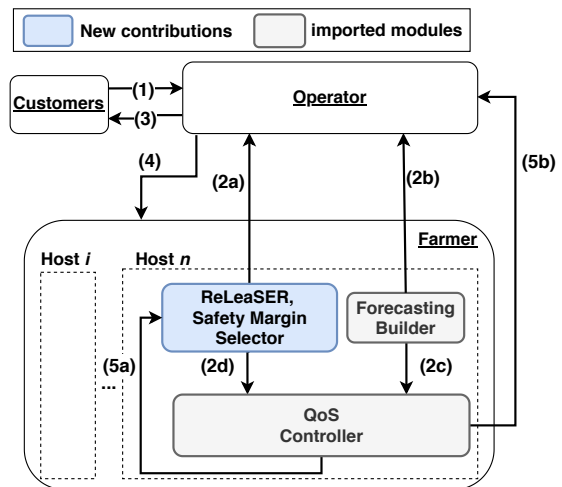 New contributions
imported modules
Customers
(1)
(3)
Operator
(4)
(2a)
(2b)
(5b)
Farmer
Host i
Host n
ReLeaSER,
Safety Margin
Selector
Forecasting
Builder
(5a)
...
(2d)
(2c)
QoS
Controller